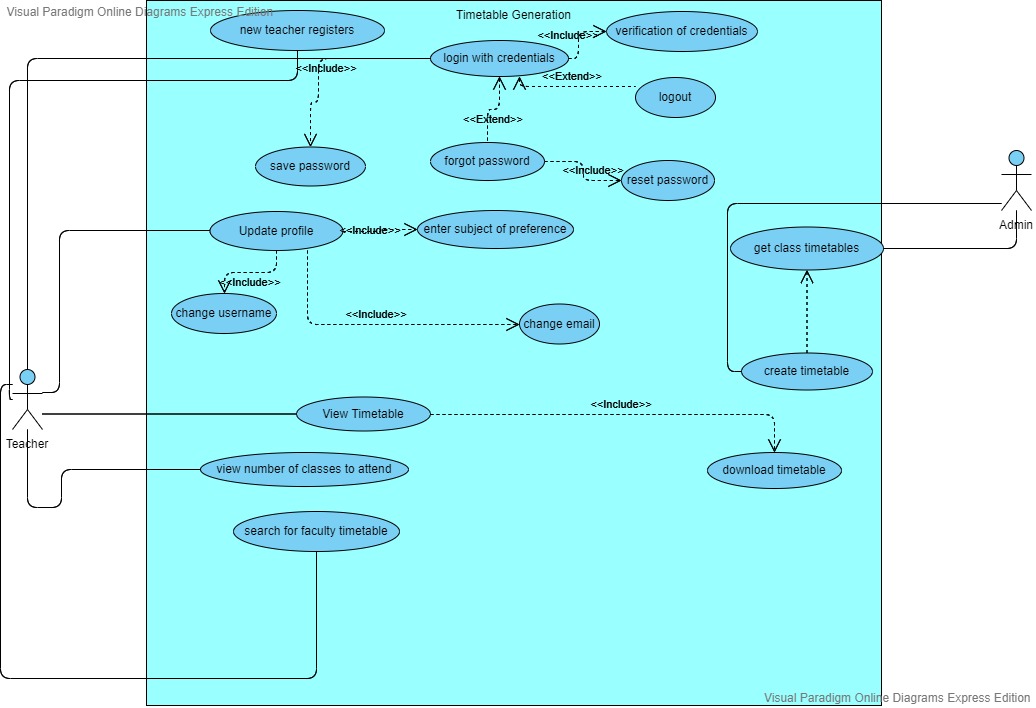 Visual Paradigm Online Diagrams Express Edition
Timetable Generation
new teacher registers
<<Include>>
verification of credentials
login with credentials
<<Include>>
<<Extend>>
logout
<<Extend>>
save password
forgot password
<<Include>>
reset password
Admin
Update profile
<<Include>>
enter subject of preference
get class timetables
<<Include>>
change username
<<Include>>
change email
create timetable
<<Include>>
View Timetable
Teacher
view number of classes to attend
download timetable
search for faculty timetable
Visual Paradigm Online Diagrams Express Edition